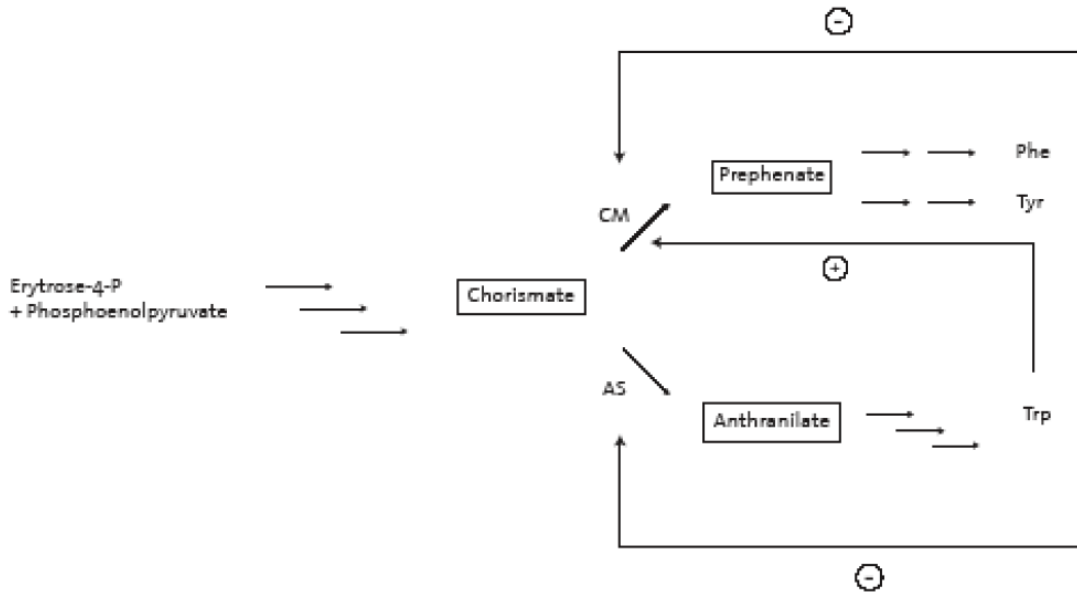 −
Phe
Prephenate
CM
Tyr
+
Erytrose-4-P
+ Phosphoenolpyruvate
Chorismate
AS
Anthranilate
Trp
−